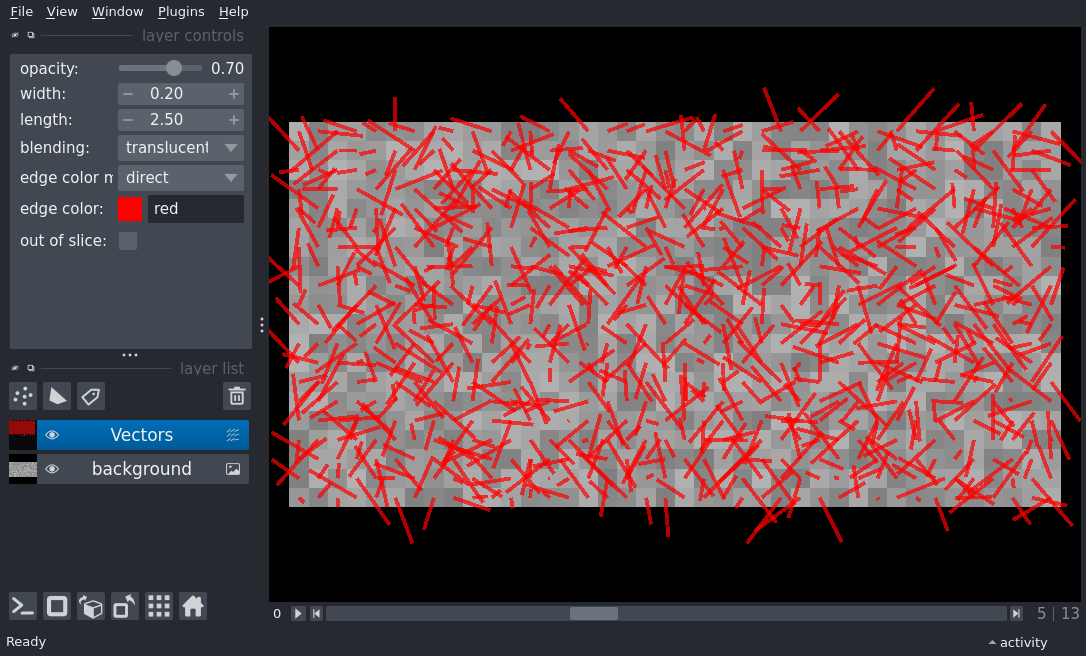 File View Window Plugins Help
layer controls
opacity: 0.70
width: − 0.20 +
length: − 2.50 +
blending: translucent
edge color m direct
edge color: red
out of slice:
layer list
Vectors
background
0 5 | 13
Ready activity